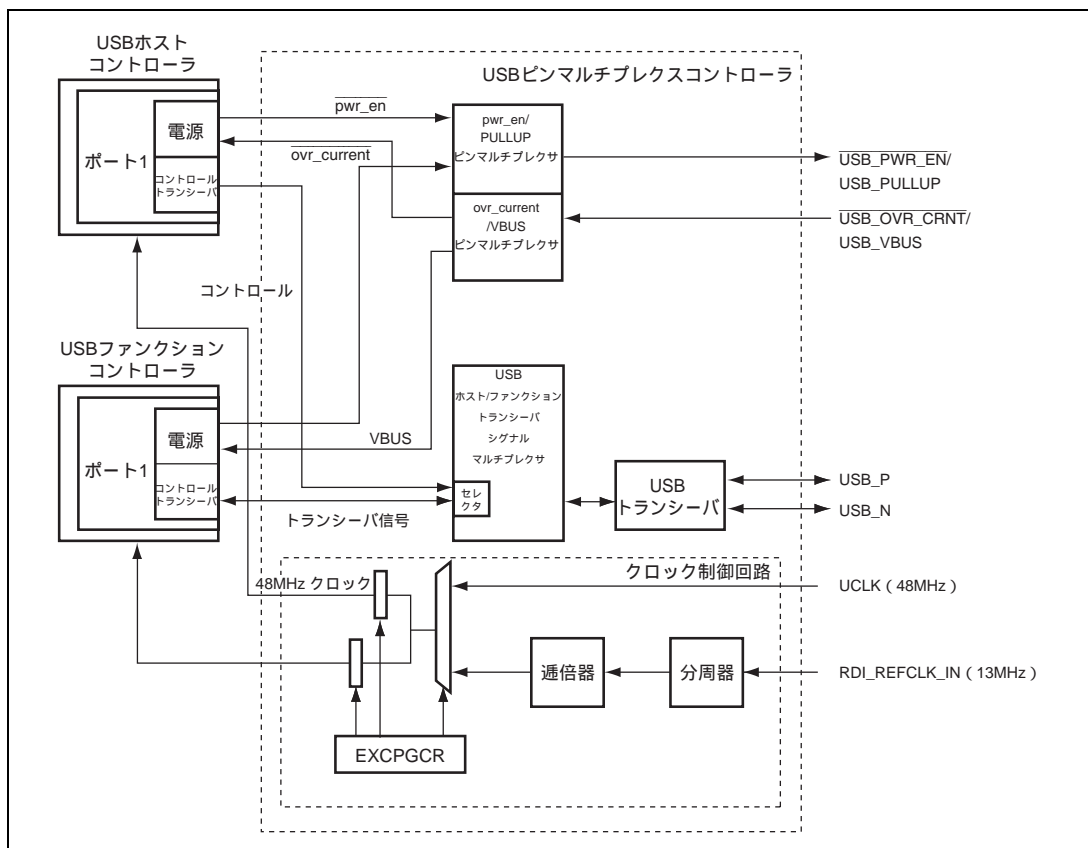 USBホスト
コントローラ
USBピンマルチプレクスコントローラ
ポート1
電源
コントロール
トランシーバ
pwr_en
ovr_current
pwr_en/
PULLUP
ピンマルチプレクサ
ovr_current
/VBUS
ピンマルチプレクサ
USB_PWR_EN/
USB_PULLUP
USB_OVR_CRNT/
USB_VBUS
コントロール
USBファンクション
コントローラ
ポート1
電源
コントロール
トランシーバ
VBUS
トランシーバ信号
USB
ホスト/ファンクション
トランシーバ
シグナル
マルチプレクサ
セレ
クタ
USB
トランシーバ
USB_P
USB_N
クロック制御回路
48MHz クロック
UCLK（48MHz）
逓倍器
分周器
RDI_REFCLK_IN（13MHz）
EXCPGCR